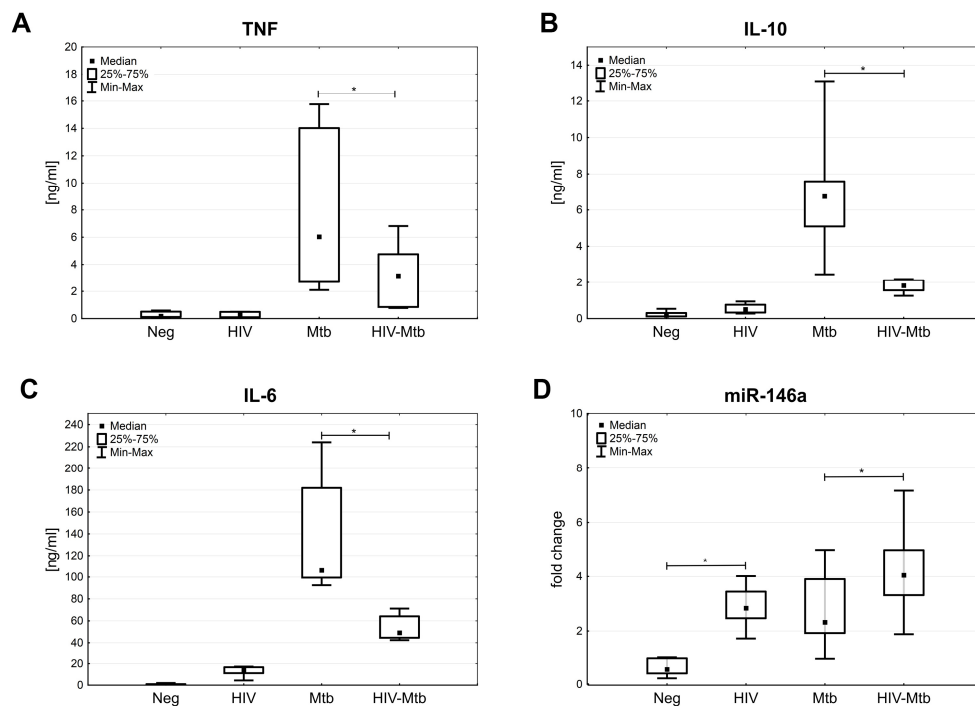 A
TNF
20
18
16
14
12
10
8
6
4
2
0
[ng/ml]
Median
25%-75%
Min-Max
*
Neg HIV Mtb HIV-Mtb
B
IL-10
14
12
10
8
6
4
2
0
[ng/ml]
Median
25%-75%
Min-Max
*
Neg HIV Mtb HIV-Mtb
C
IL-6
240
220
200
180
160
140
120
100
80
60
40
20
0
[ng/ml]
Median
25%-75%
Min-Max
*
Neg HIV Mtb HIV-Mtb
D
miR-146a
10
8
6
4
2
0
fold change
Median
25%-75%
Min-Max
*
*
Neg HIV Mtb HIV-Mtb